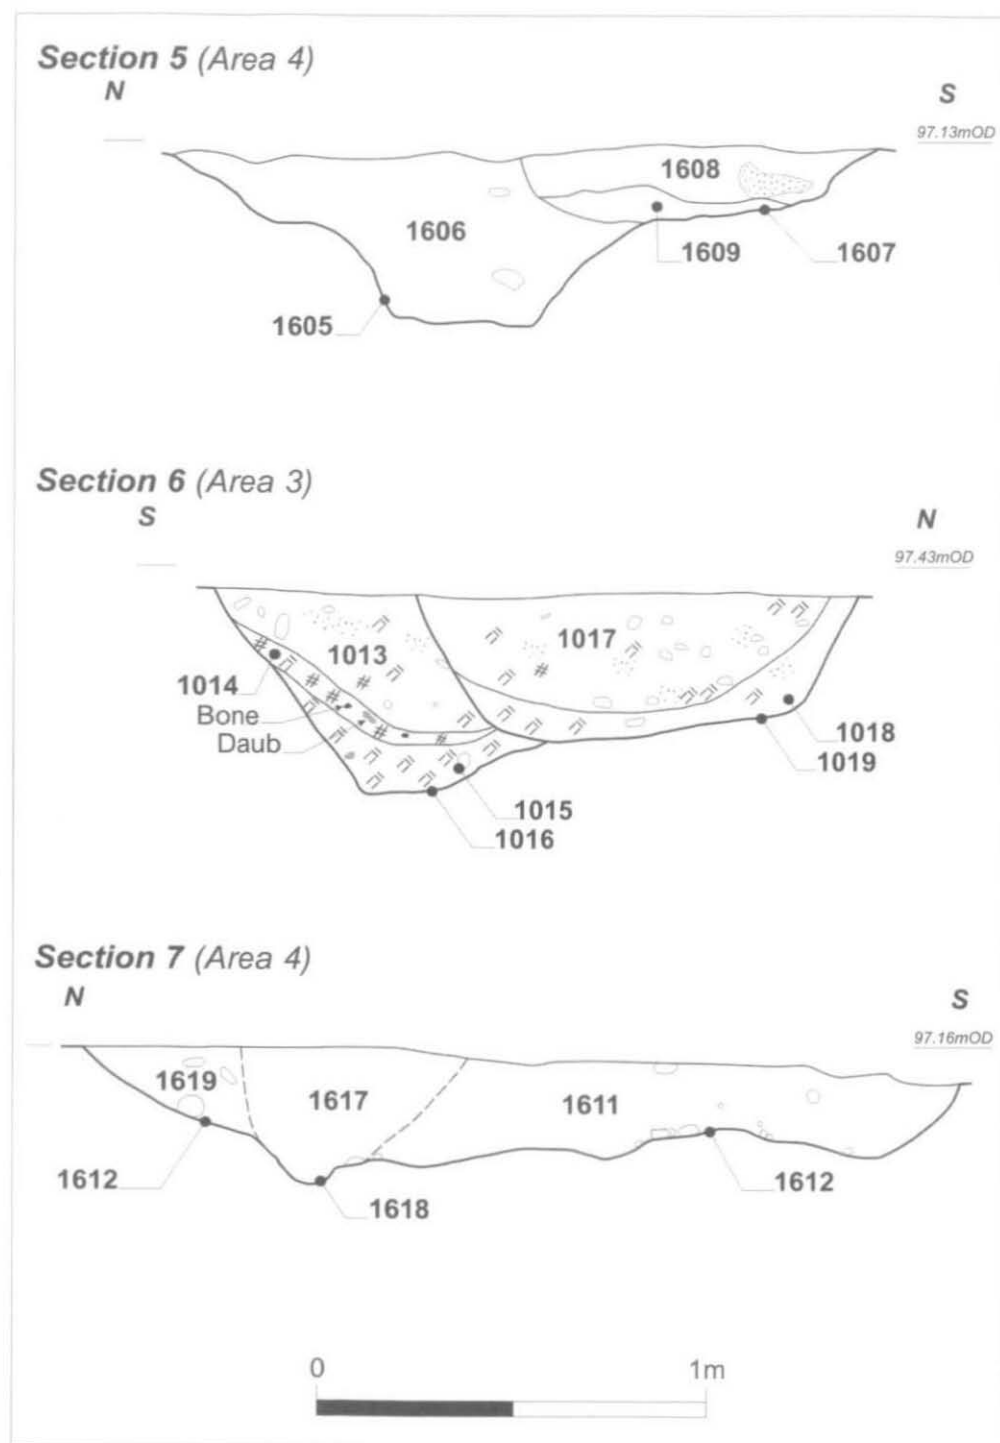 Section 5 (Area 4)
N
S
97.13mOD
1608
1606
1609
1607
1605
Section 6 (Area 3)
S
N
97.43mOD
1017
1013
1014
Bone
Daub
1018
1019
1015
1016
Section 7 (Area 4)
N
S
97.16mOD
1619
1617
1611
1612
1612
1618
0
1m